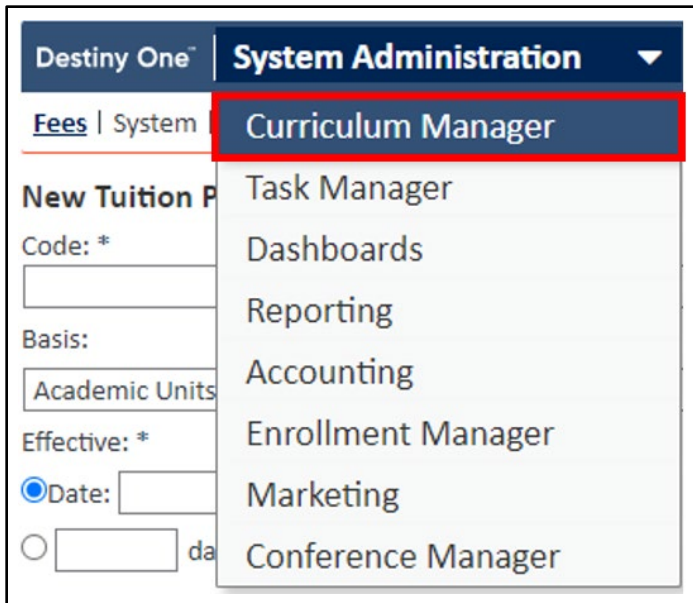 Destiny One™ System Administration
Fees | System |
Curriculum Manager
New Tuition P
Task Manager
Code: *
Dashboards
Reporting
Basis:
Accounting
Academic Units
Enrollment Manager
Effective: *
Marketing
Date:
da
Conference Manager